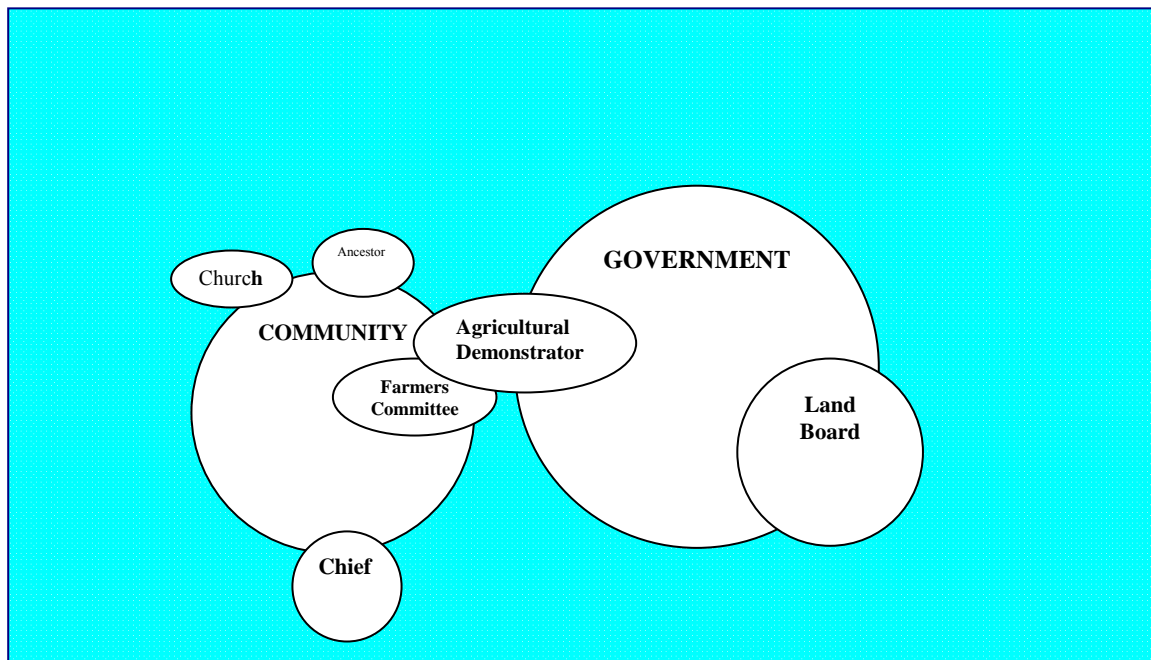 Ancestor
Church
GOVERNMENT
COMMUNITY
Agricultural
Demonstrator
Farmers
Committee
Land
Board
Chief